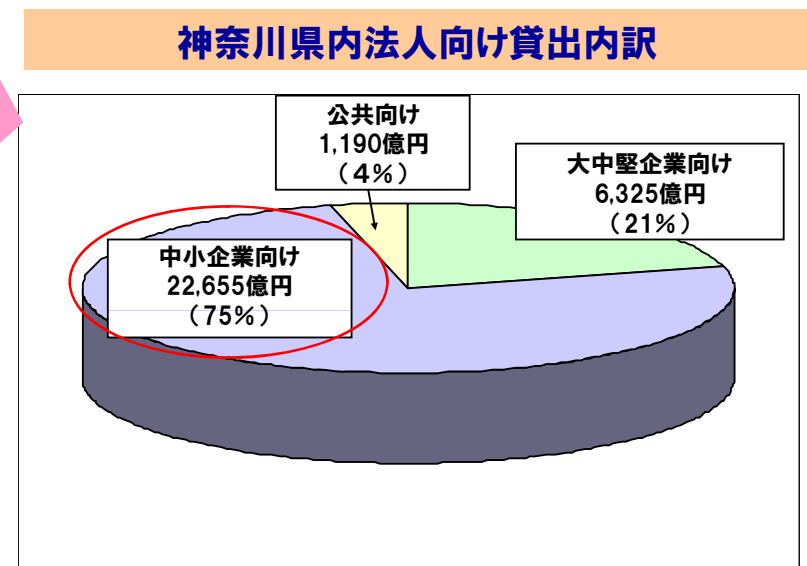 神奈川県内法人向け貸出内訳
公共向け
1,190億円
（4%）
大中堅企業向け
6,325億円
（21%）
中小企業向け
22,655億円
（75%）